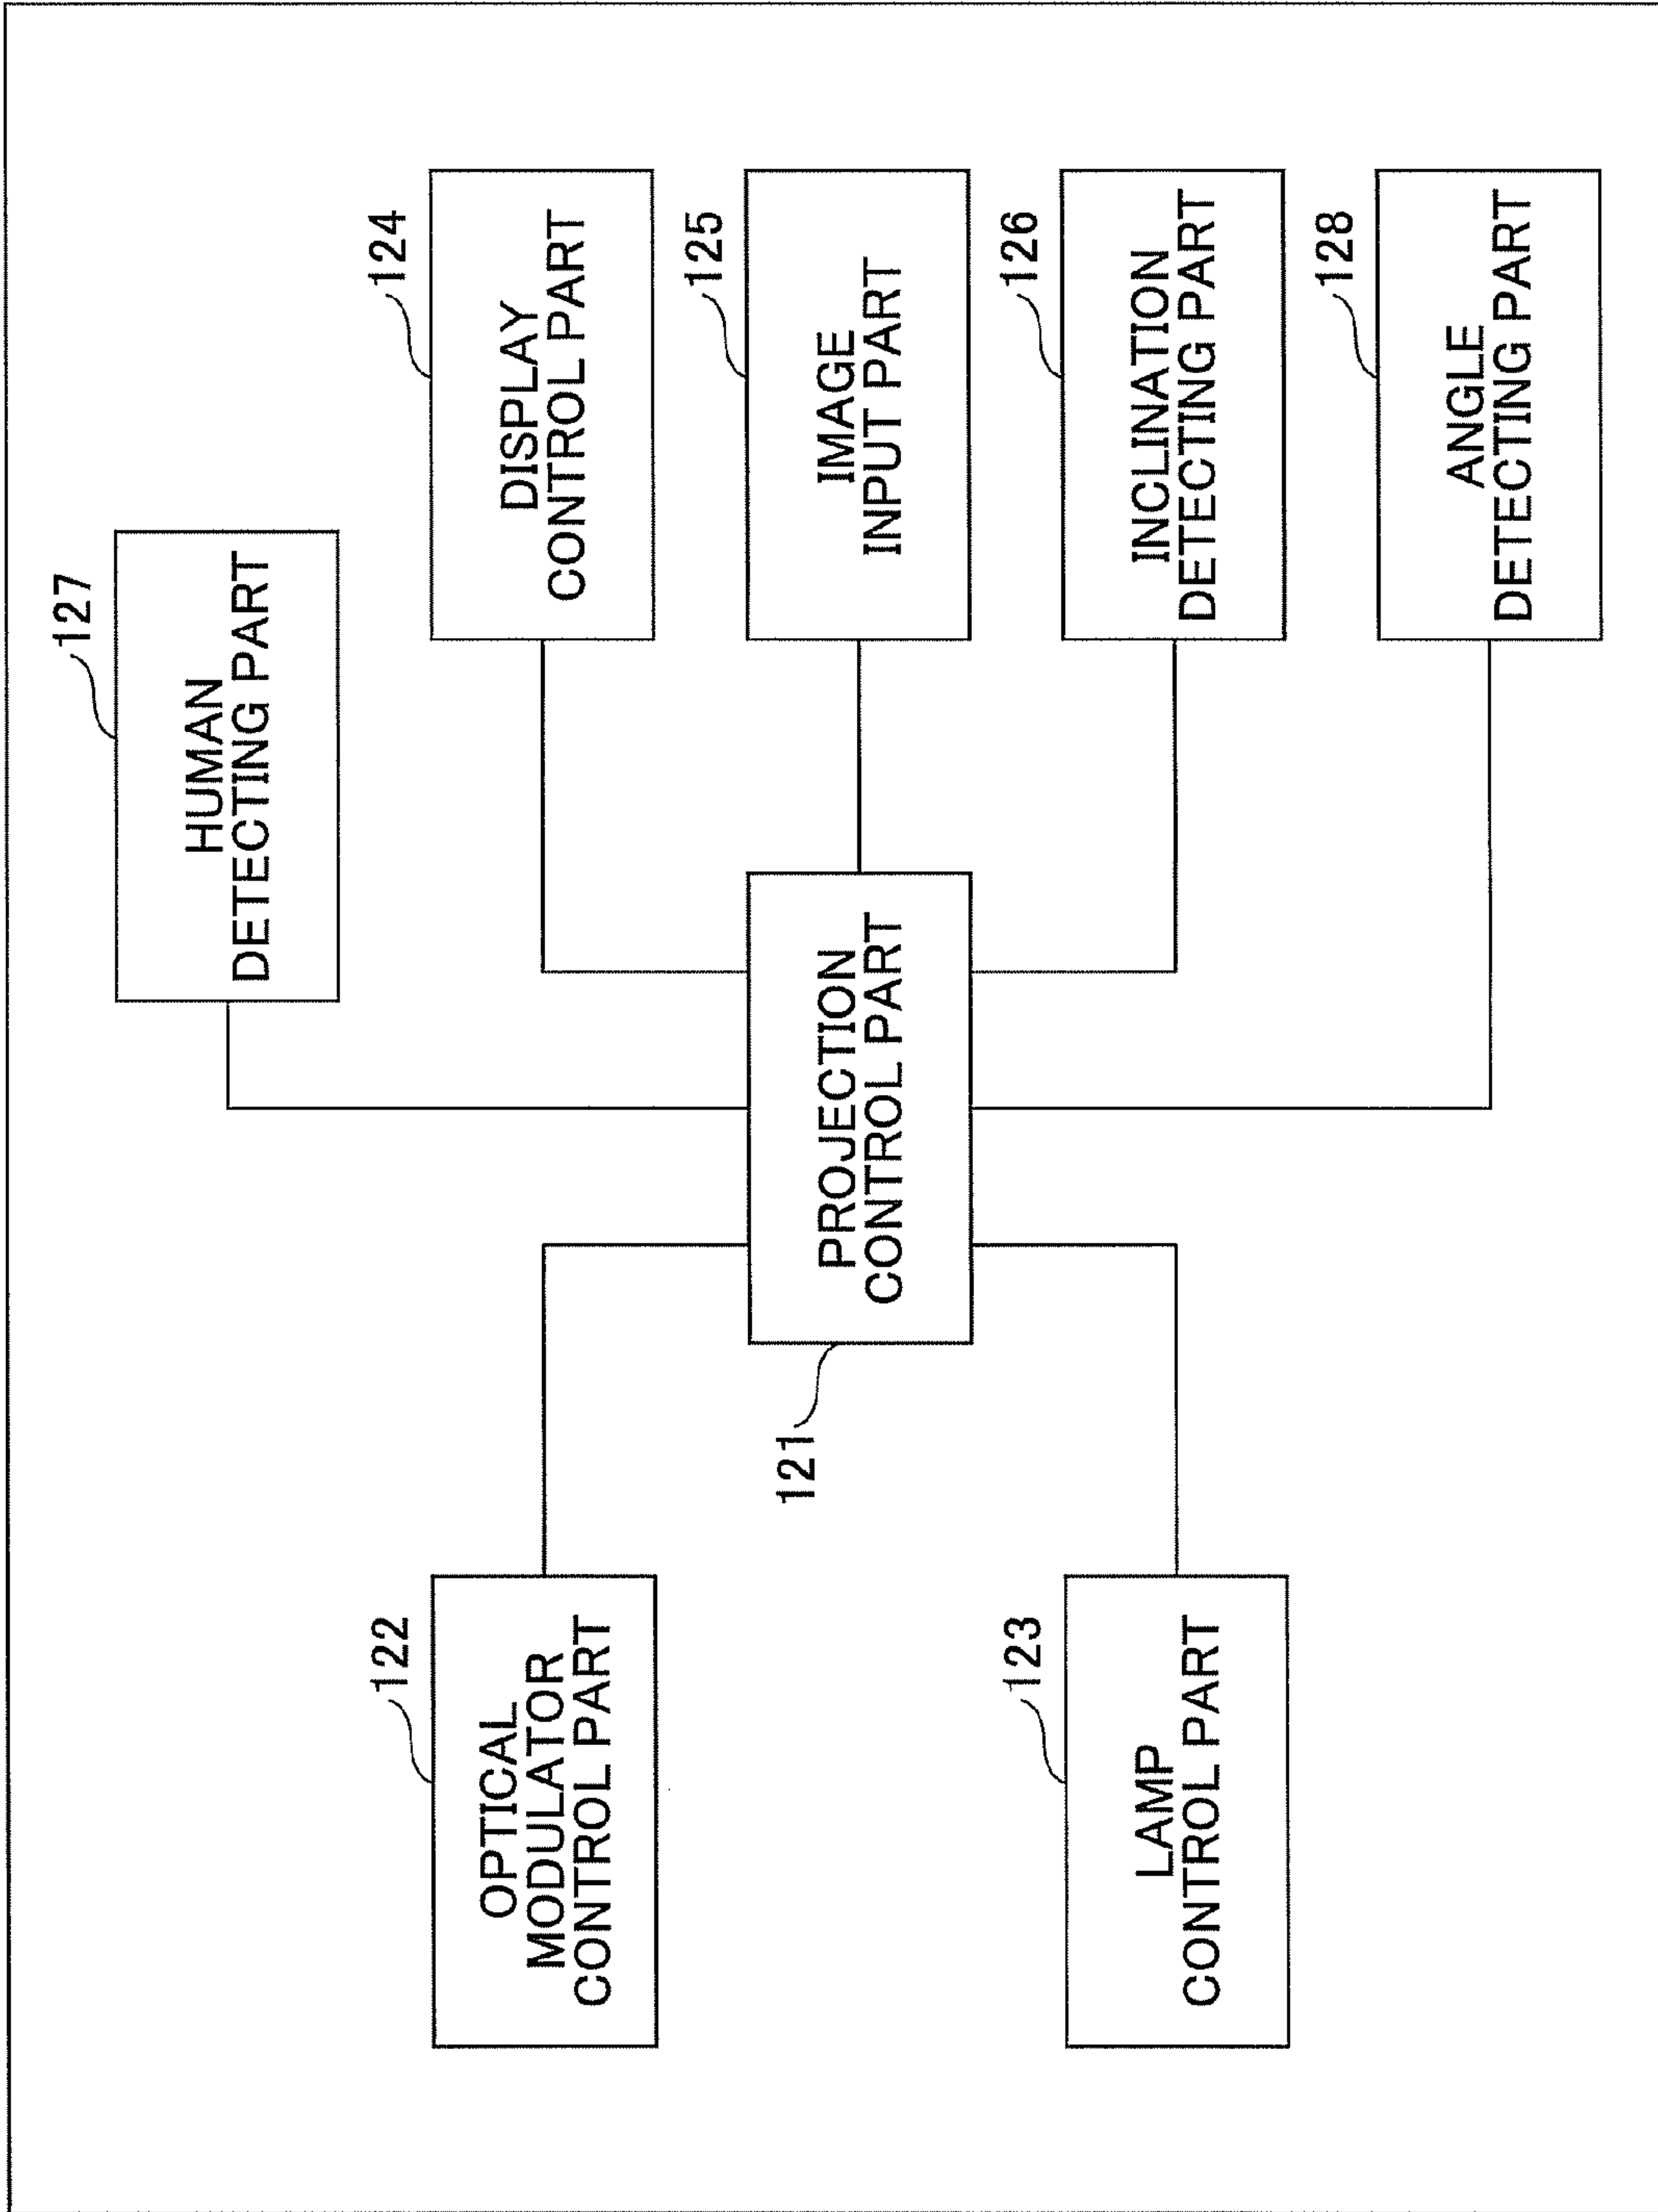 127
HUMAN
DETECTING PART
122
OPTICAL
MODULATOR
CONTROL PART
124
DISPLAY
CONTROL PART
121
PROJECTION
CONTROL PART
125
IMAGE
INPUT PART
123
LAMP
CONTROL PART
126
INCLINATION
DETECTING PART
128
ANGLE
DETECTING PART